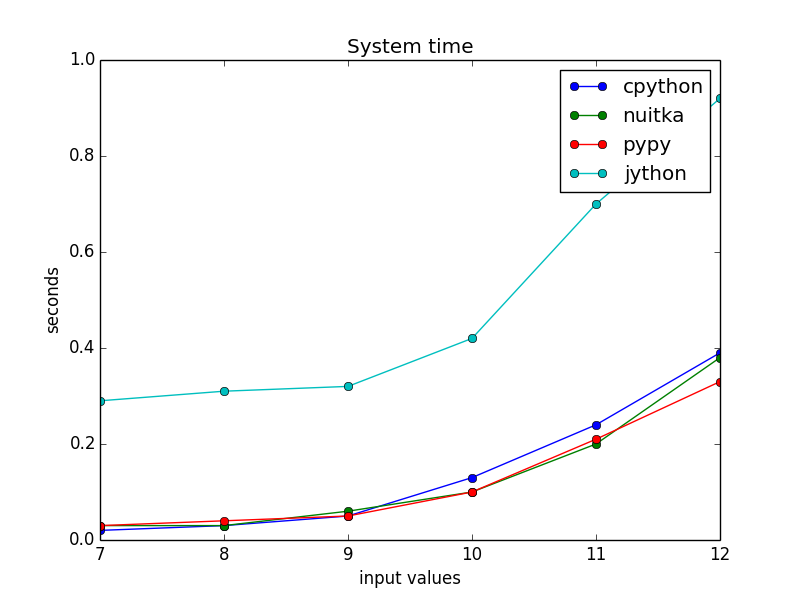 System time
1.0
0.8
0.6
0.4
0.2
0.0
seconds
cpython
nuitka
pypy
jython
7 8 9 10 11 12
input values